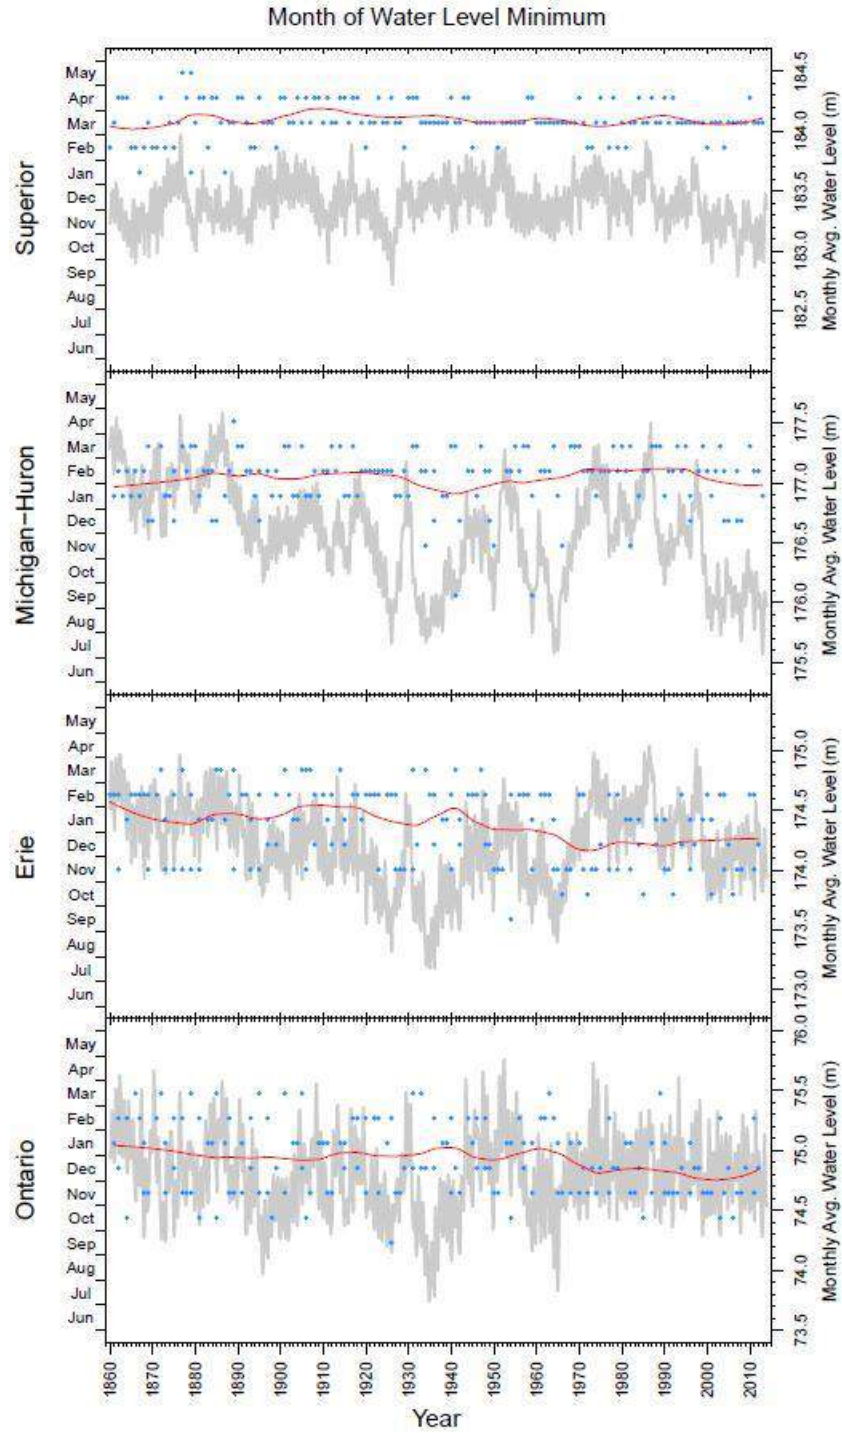 Month of Water Level Minimum
Superior
May
Apr
Mar
Feb
Jan
Dec
Nov
Oct
Sep
Aug
Jul
Jun
184.5
184.0
183.5
183.0
182.5
Monthly Avg. Water Level (m)
Michigan−Huron
May
Apr
Mar
Feb
Jan
Dec
Nov
Oct
Sep
Aug
Jul
Jun
177.5
177.0
176.5
176.0
175.5
Monthly Avg. Water Level (m)
Erie
May
Apr
Mar
Feb
Jan
Dec
Nov
Oct
Sep
Aug
Jul
Jun
175.0
174.5
174.0
173.5
173.0
Monthly Avg. Water Level (m)
Ontario
May
Apr
Mar
Feb
Jan
Dec
Nov
Oct
Sep
Aug
Jul
Jun
76.0
75.5
75.0
74.5
74.0
73.5
Monthly Avg. Water Level (m)
1860 1870 1880 1890 1900 1910 1920 1930 1940 1950 1960 1970 1980 1990 2000 2010
Year